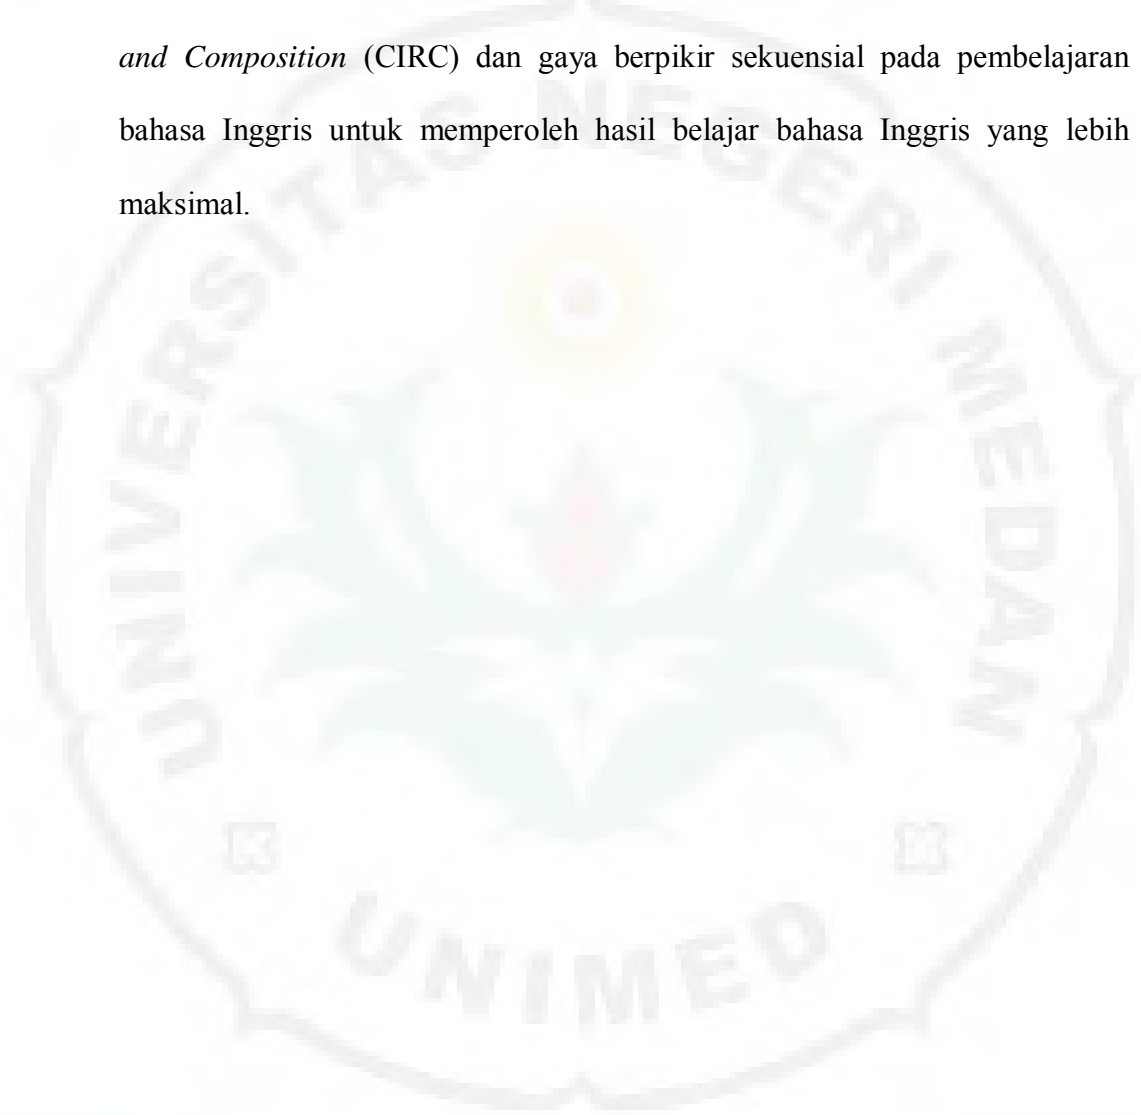 and Composition (CIRC) dan gaya berpikir sekuensial pada pembelajaran
bahasa Inggris untuk memperoleh hasil belajar bahasa Inggris yang lebih
maksimal.
UNIVERSITAS NEGERI MEDAN
UNIMED